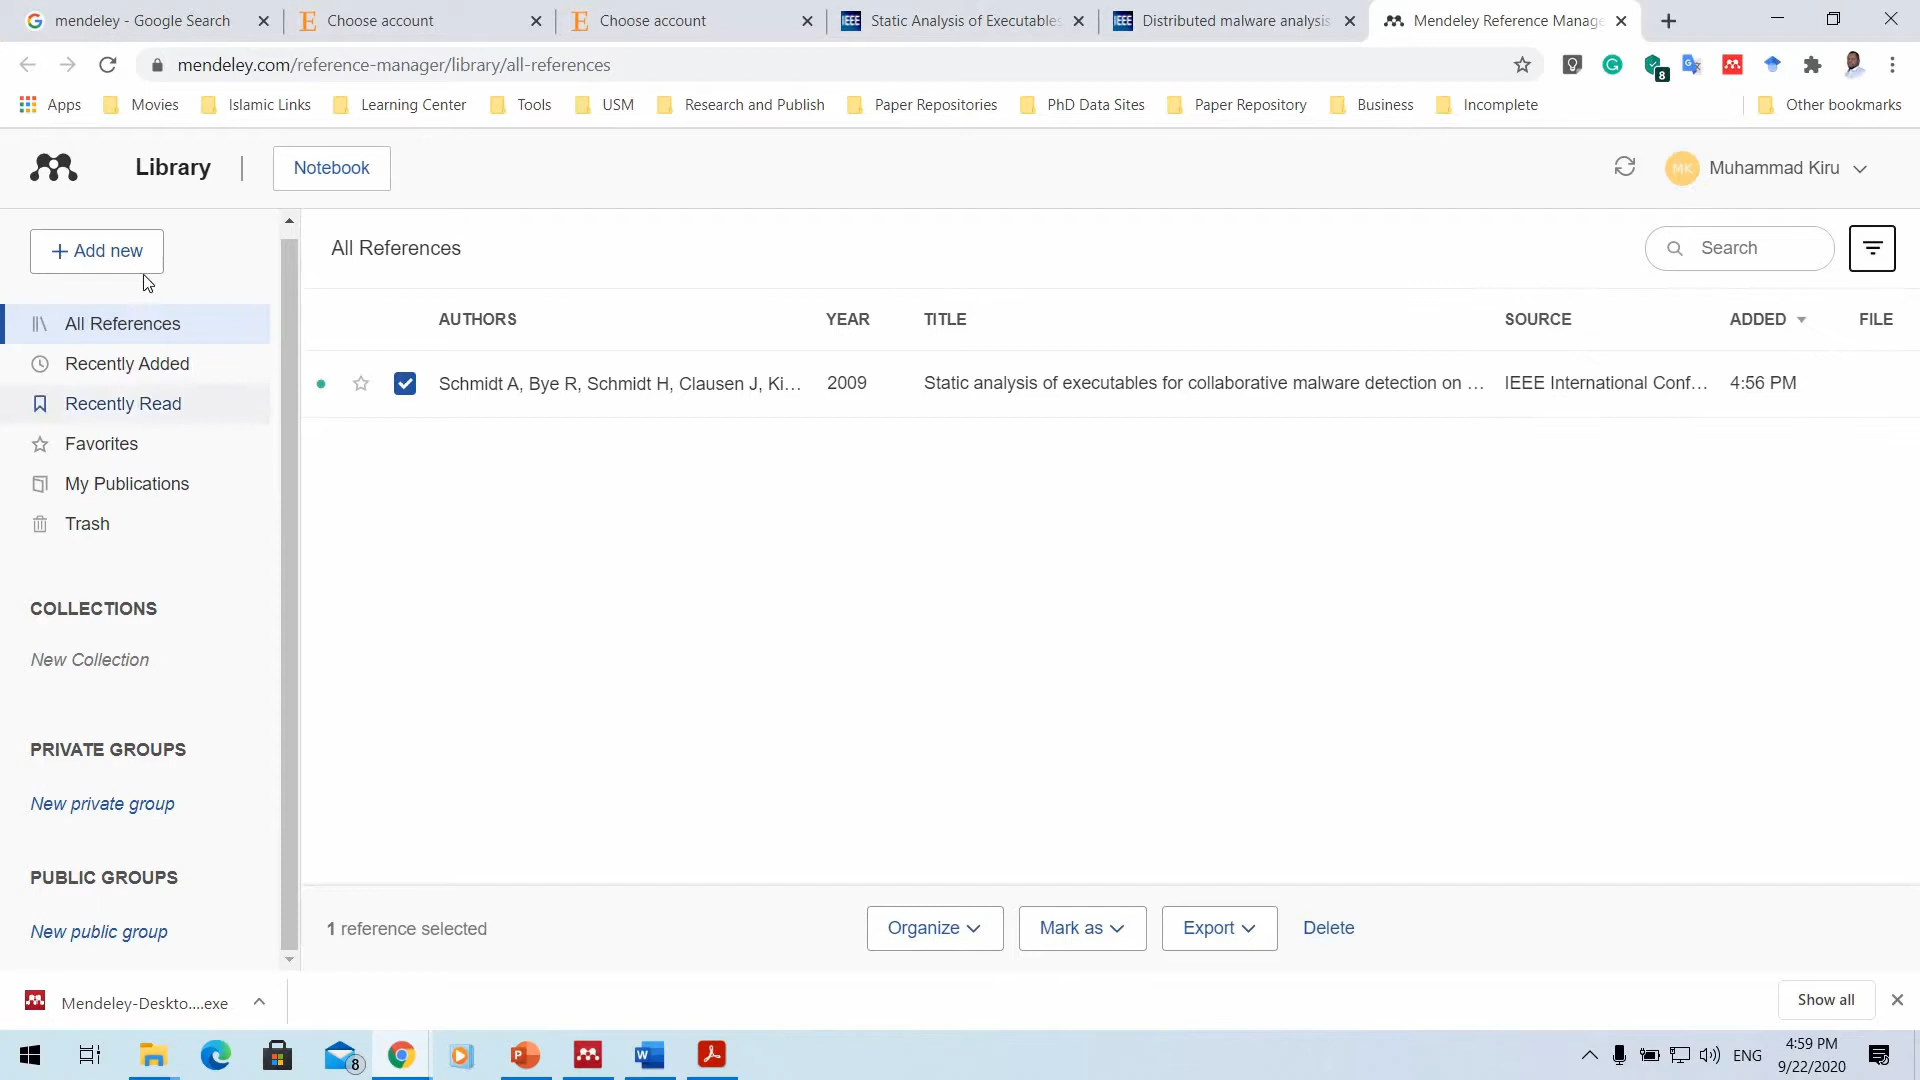 mendeley - Google Search
Choose account
Choose account
IEEE Static Analysis of Executables
IEEE Distributed malware analysis
Mendeley Reference Manage
mendeley.com/reference-manager/library/all-references
8
Apps
Movies
Islamic Links
Learning Center
Tools
USM
Research and Publish
Paper Repositories
PhD Data Sites
Paper Repository
Business
Incomplete
Other bookmarks
Library
Notebook
MK Muhammad Kiru
+ Add new
All References
Search
All References
Recently Added
Recently Read
Favorites
My Publications
Trash
AUTHORS YEAR TITLE SOURCE ADDED FILE
Schmidt A, Bye R, Schmidt H, Clausen J, Ki... 2009 Static analysis of executables for collaborative malware detection on ... IEEE International Conf... 4:56 PM
COLLECTIONS
New Collection
PRIVATE GROUPS
New private group
PUBLIC GROUPS
New public group
1 reference selected
Organize
Mark as
Export
Delete
Mendeley-Deskto....exe
Show all
8
ENG
4:59 PM
9/22/2020